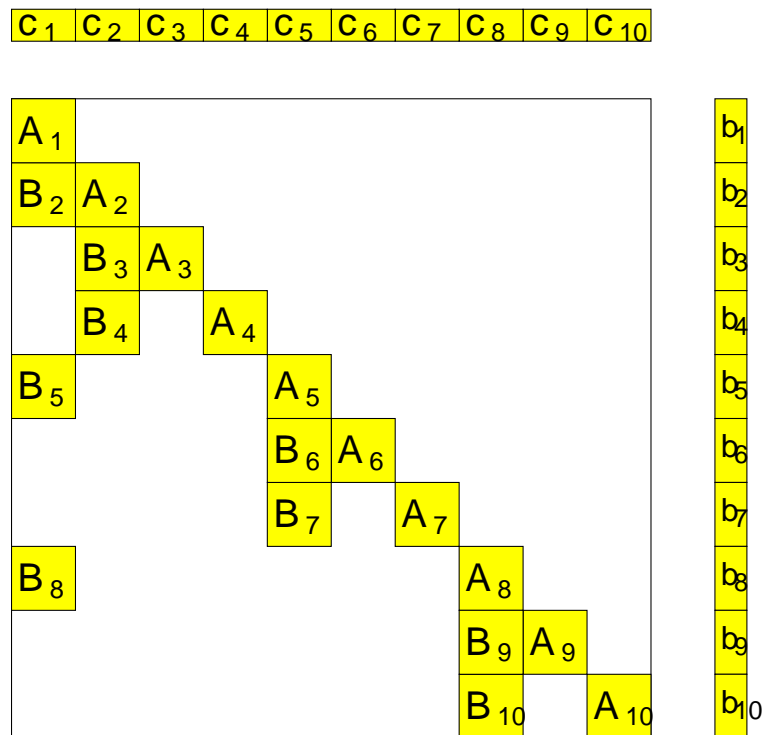 c1 c2 c3 c4 c5 c6 c7 c8 c9 c10
A1 b1
B2 A2 b2
B3 A3 b3
B4 A4 b4
B5 A5 b5
B6 A6 b6
B7 A7 b7
B8 A8 b8
B9 A9 b9
B10 A10 b10